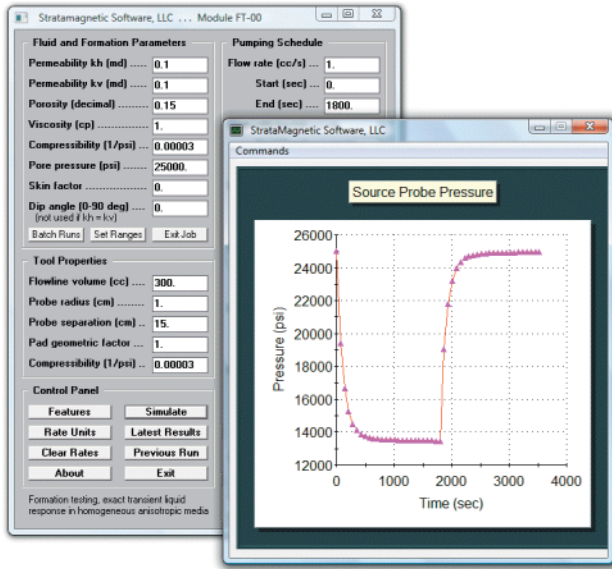 Stratamagnetic Software, LLC ... Module FT-00
Fluid and Formation Parameters
Permeability kh (md) ..... 0.1
Permeability kv (md) ..... 0.1
Porosity (decimal) ......... 0.15
Viscosity (cp) ................ 1.
Compressibility (1/psi) .. 0.00003
Pore pressure (psi) ....... 25000.
Skin factor .................... 0.
Dip angle (0-90 deg) ..... 0.
(not used if kh = kv)
Batch Runs Set Ranges Exit Job
Pumping Schedule
Flow rate (cc/s) ... 1.
Start (sec) ... 0.
End (sec) .... 1800.
Tool Properties
Flowline volume (cc) .... 300.
Probe radius (cm) ........ 1.
Probe separation (cm) .. 15.
Pad geometric factor ... 1.
Compressibility (1/psi) .. 0.00003
Control Panel
Features Simulate
Rate Units Latest Results
Clear Rates Previous Run
About Exit
Formation testing, exact transient liquid
response in homogeneous anisotropic media
StrataMagnetic Software, LLC
Commands
Source Probe Pressure
Pressure (psi)
26000
24000
22000
20000
18000
16000
14000
12000
0 1000 2000 3000 4000
Time (sec)